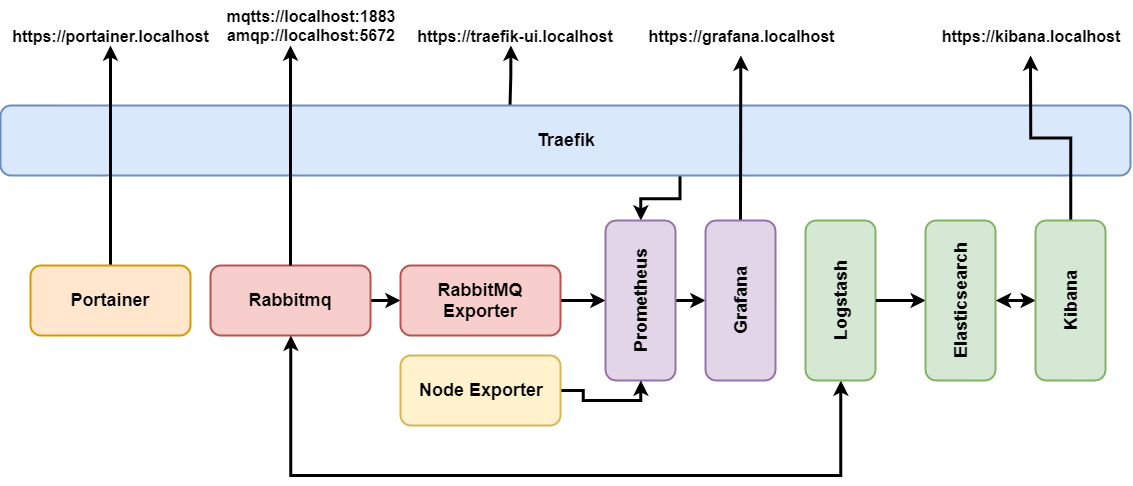 mqtts://localhost:1883
amqp://localhost:5672
https://portainer.localhost
https://traefik-ui.localhost
https://grafana.localhost
https://kibana.localhost
Traefik
Portainer
Rabbitmq
RabbitMQ
Exporter
Node Exporter
Prometheus
Grafana
Logstash
Elasticsearch
Kibana